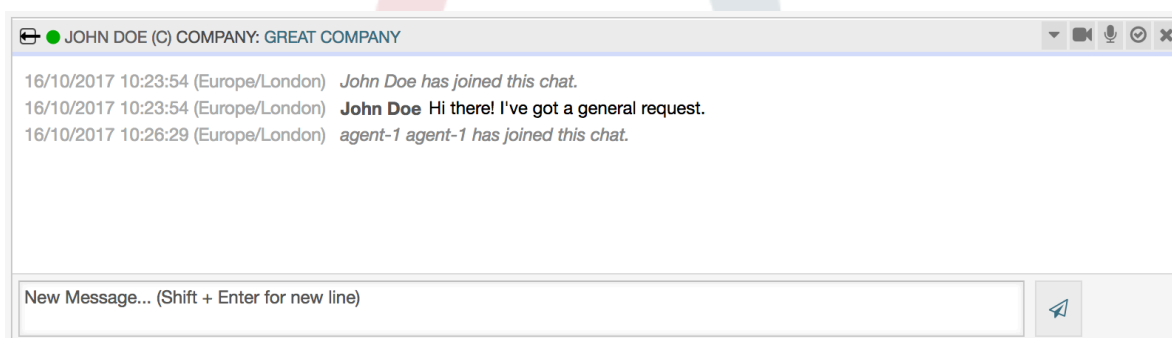 JOHN DOE (C) COMPANY: GREAT COMPANY
16/10/2017 10:23:54 (Europe/London) John Doe has joined this chat.
16/10/2017 10:23:54 (Europe/London) John Doe Hi there! I've got a general request.
16/10/2017 10:26:29 (Europe/London) agent-1 agent-1 has joined this chat.
New Message... (Shift + Enter for new line)